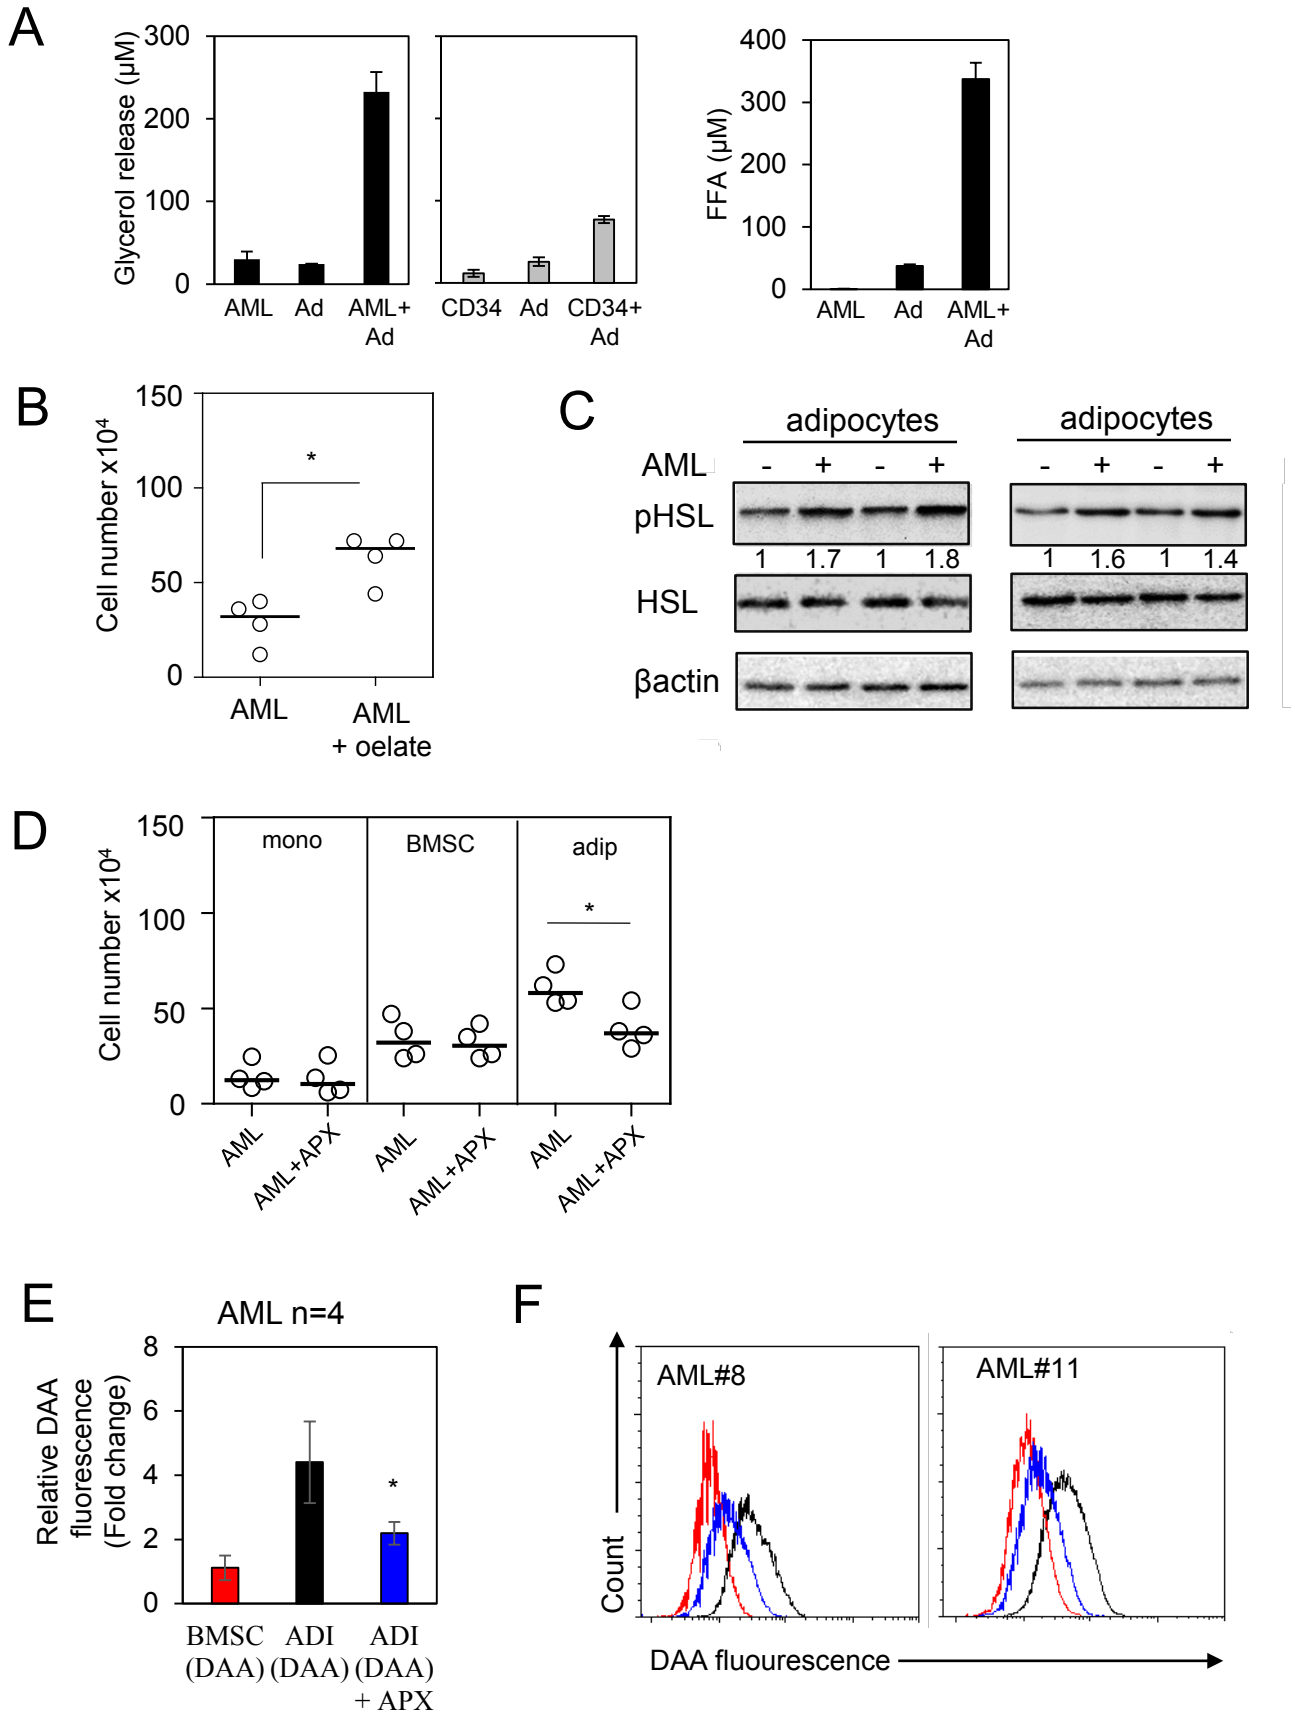 A
Glycerol release (µM)
300
200
100
0
AML Ad AML+
Ad
CD34 Ad CD34+
Ad
FFA (µM)
400
300
200
100
0
AML Ad AML+
Ad
B
Cell number x10⁴
150
100
50
0
*
AML
AML
+ oelate
C
adipocytes adipocytes
AML - + - + - + - +
pHSL
1 1.7 1 1.8 1 1.6 1 1.4
HSL
βactin
D
Cell number x10⁴
150
100
50
0
mono BMSC adip
*
AML AML+APX AML AML+APX AML AML+APX
E
AML n=4
Relative DAA
fluorescence
(Fold change)
8
6
4
2
0
*
BMSC ADI ADI
(DAA) (DAA) (DAA)
+ APX
F
AML#8 AML#11
Count
DAA fluourescence